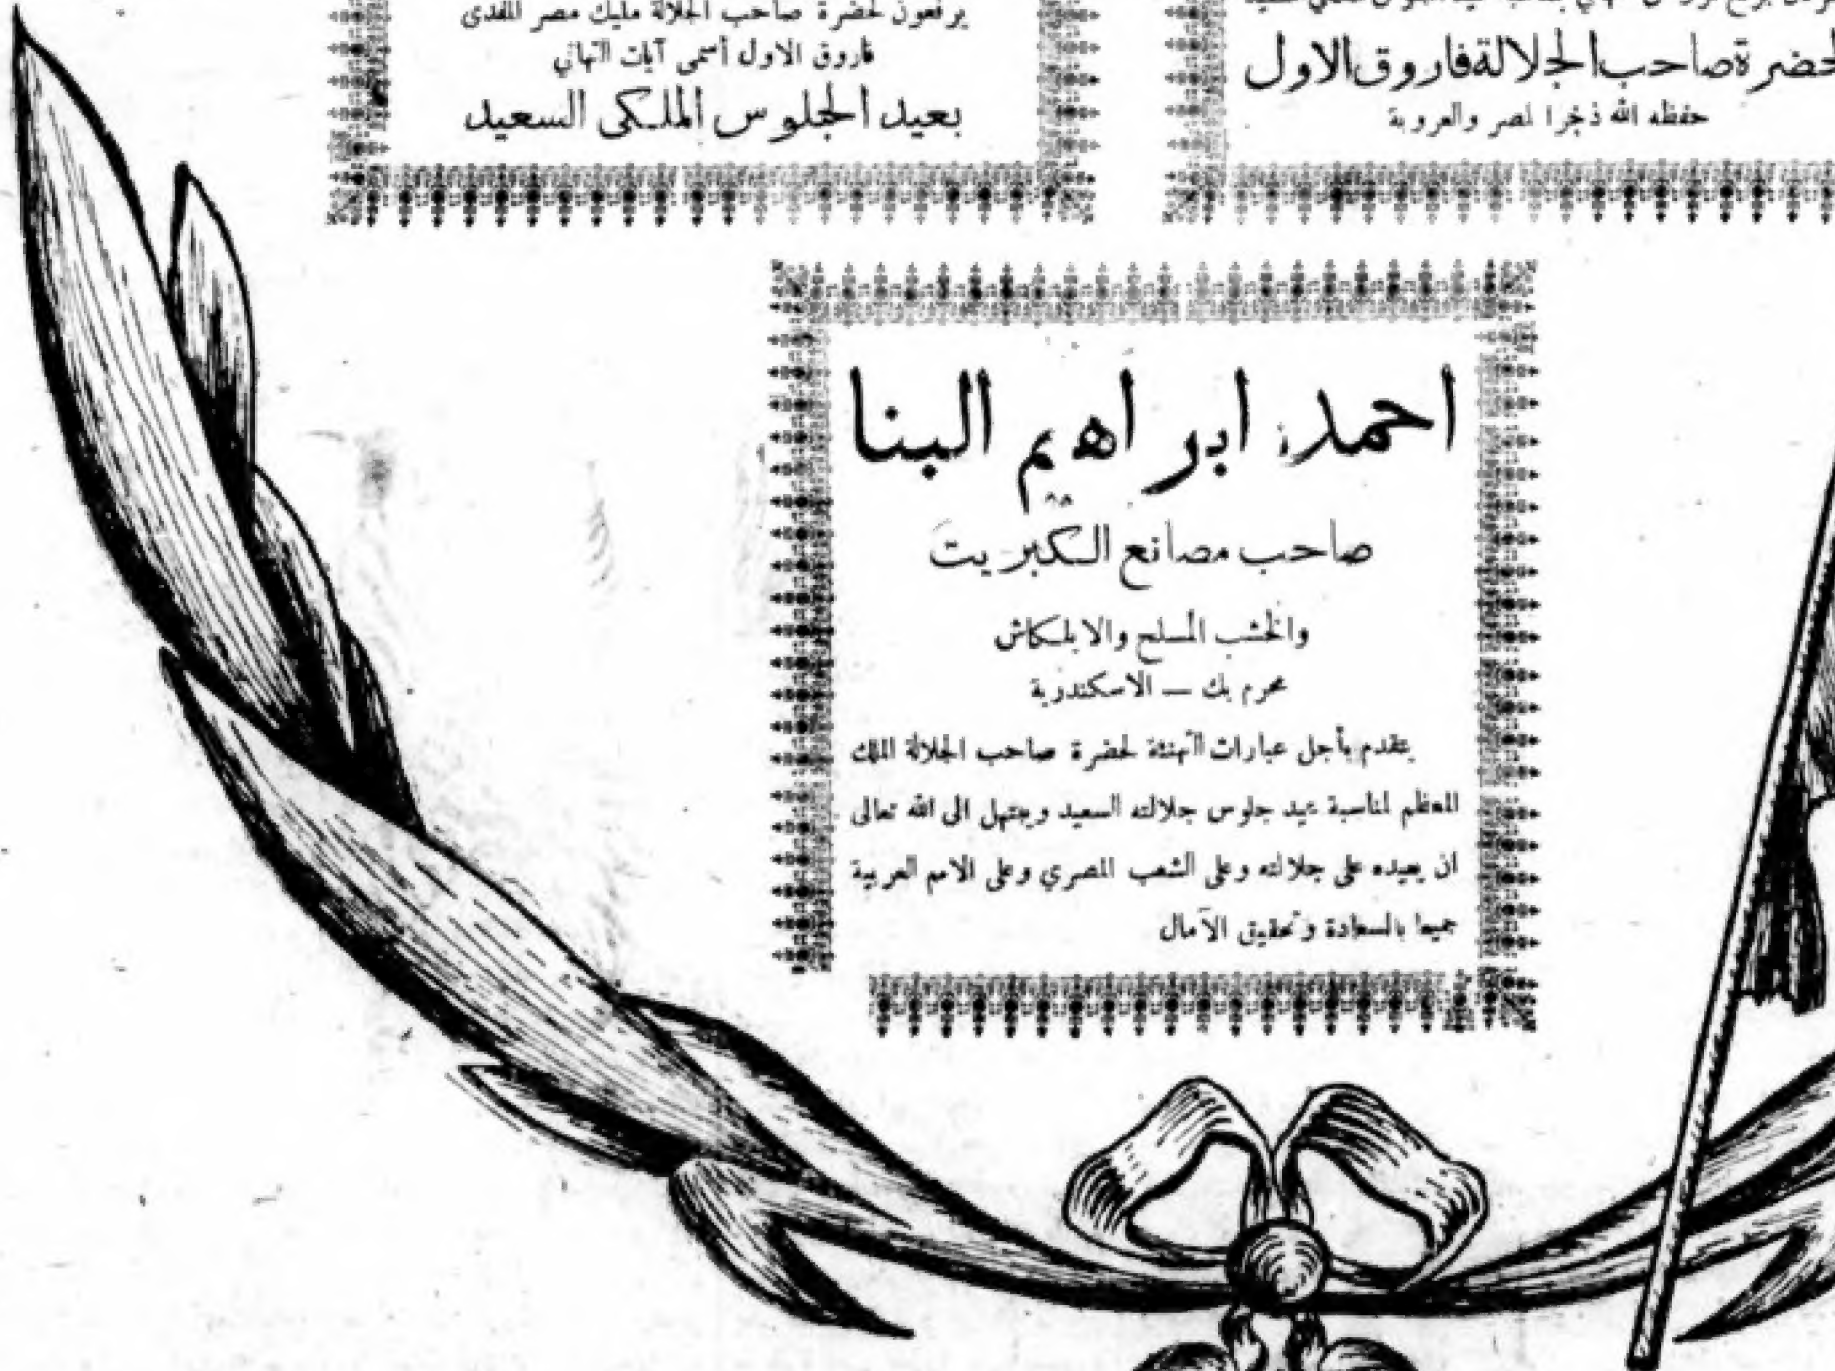 لحضرة صاحب الجلالة فاروق الاول
حفظه الله ذخرا لمصر والعروبة
يرفعون لحضرة صاحب الجلالة مليك مصر المفدى
فاروق الاول أسمى آيات التهاني
بعيد الجلوس الملكى السعيد
احمد ابراهيم البنا
صاحب مصانع الكبريت
والخشب المسلح والابلكاش
محرم بك — الاسكندرية
يتقدم بأجل عبارات التهنئة لحضرة صاحب الجلالة الملك
المعظم لمناسبة عيد جلوس جلالته السعيد ويبتهل الى الله تعالى
ان يعيده على جلالته وعلى الشعب المصري وعلى الامم العربية
جميعا بالسعادة وتحقيق الآمال